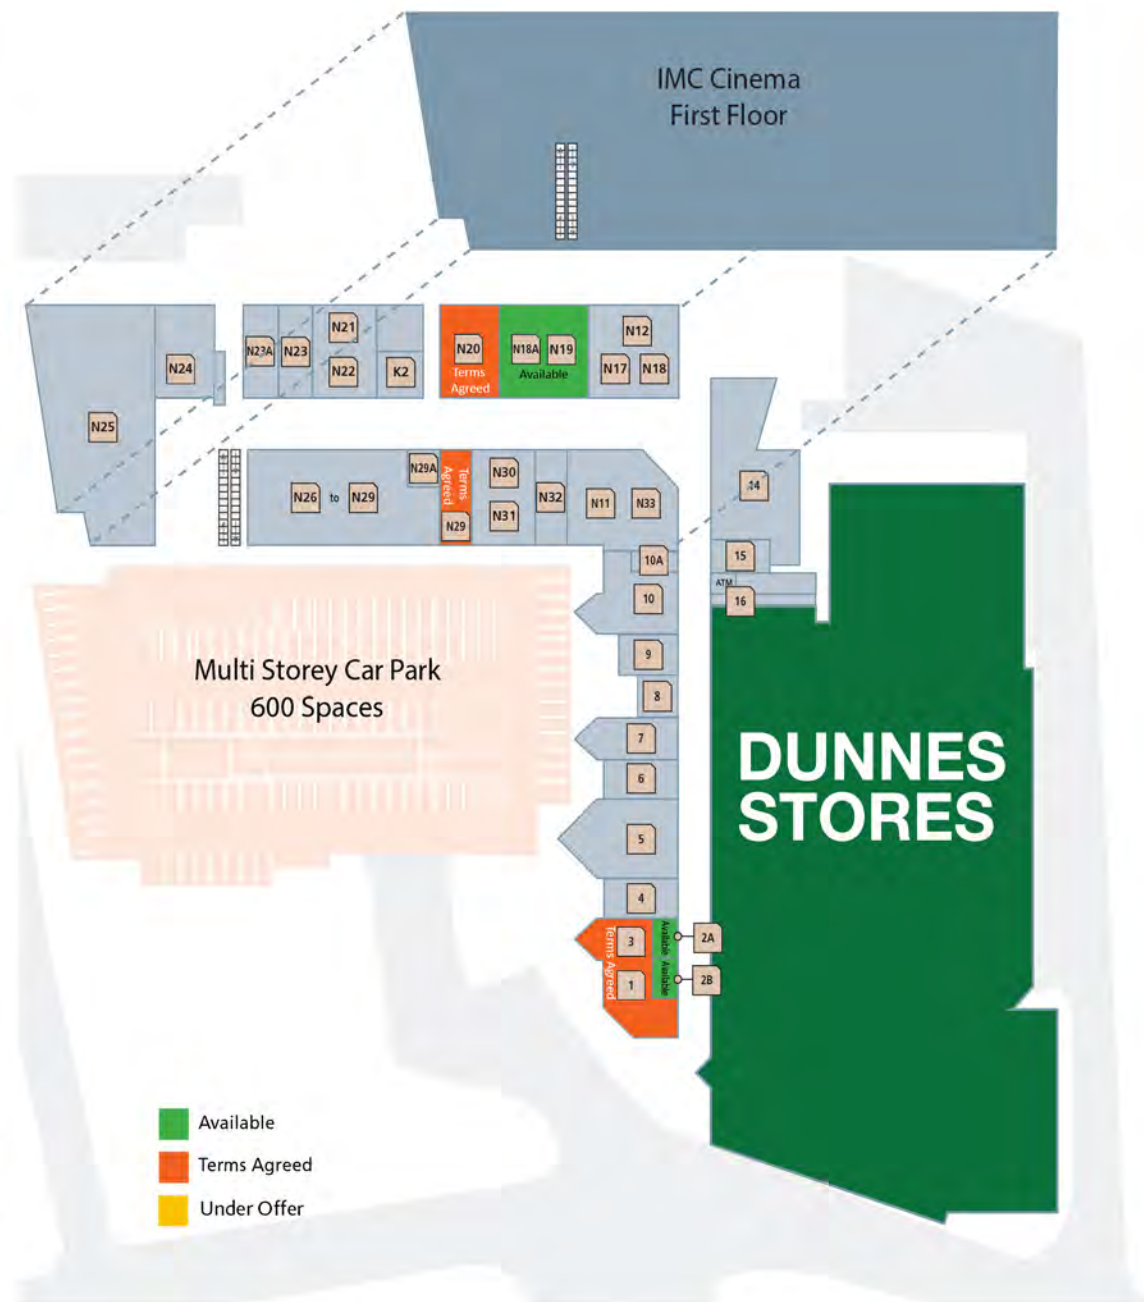 IMC Cinema
First Floor
N21
N12
N23A
N23
N20
N18A
N19
N24
N22
K2
Terms
Agreed
Available
N17
N18
N25
N29A
Terms
Agreed
N30
N26
to
N29
N29
N31
N32
N11
N33
14
10A
15
ATM
10
16
Multi Storey Car Park
600 Spaces
9
8
7
6
DUNNES
STORES
5
4
Terms Agreed
3
Available
2A
1
Available
2B
Available
Terms Agreed
Under Offer